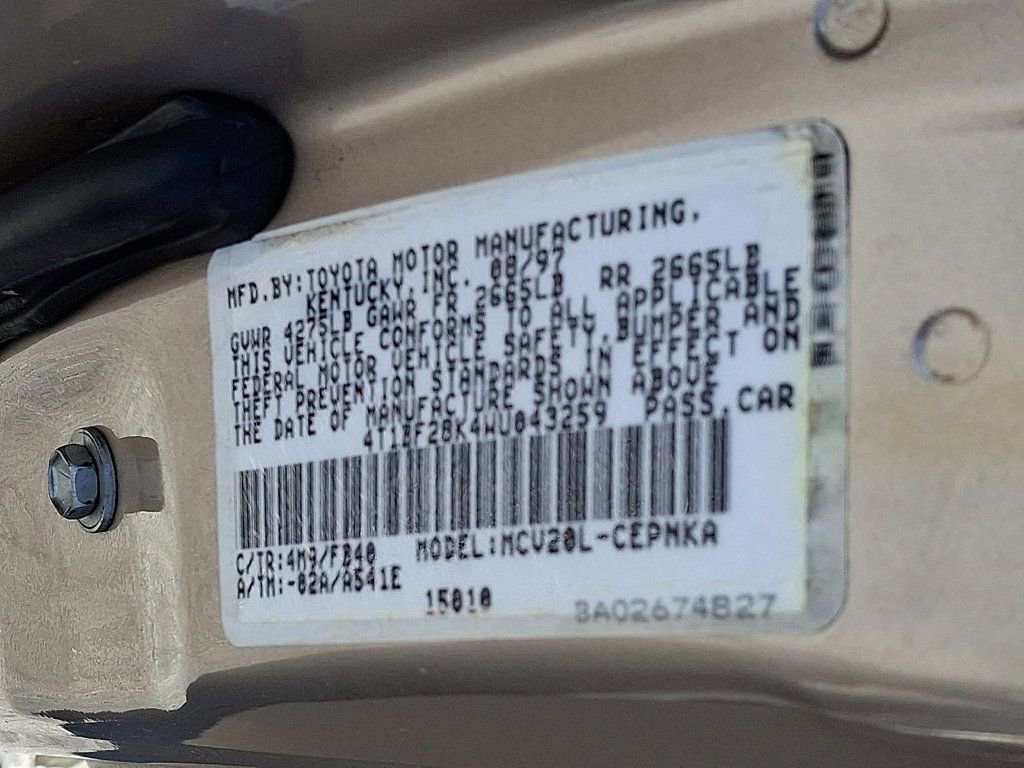 MFD.BY:TOYOTA MOTOR MANUFACTURING,
KENTUCKY,INC. 08/97
GVWR 4275LB GAWR FR 2665LB RR 2665LB
THIS VEHICLE CONFORMS TO ALL APPLICABLE
FEDERAL MOTOR VEHICLE SAFETY,BUMPER AND
THEFT PREVENTION STANDARDS IN EFFECT ON
THE DATE OF MANUFACTURE SHOWN ABOVE.
4T1BF28K4WU043259 PASS.CAR
C/TR:4M9/FB40 MODEL:MCV20L-CEPNKA
A/TM:-02A/A541E
15010
BA02674827